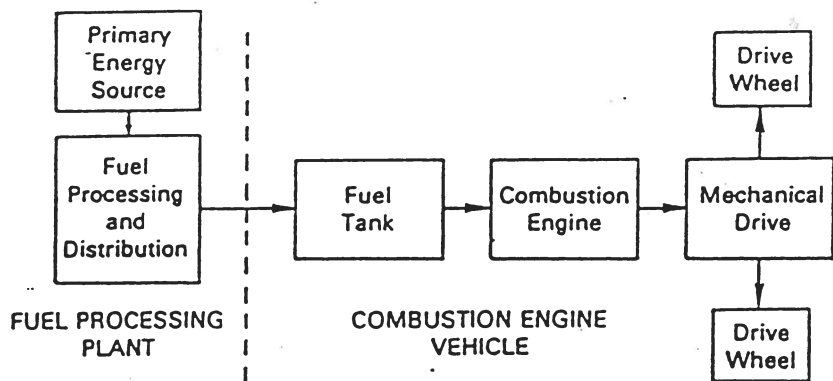 Primary
Energy
Source
Fuel
Processing
and
Distribution
Fuel
Tank
Combustion
Engine
Mechanical
Drive
Drive
Wheel
Drive
Wheel
FUEL PROCESSING
PLANT
COMBUSTION ENGINE
VEHICLE